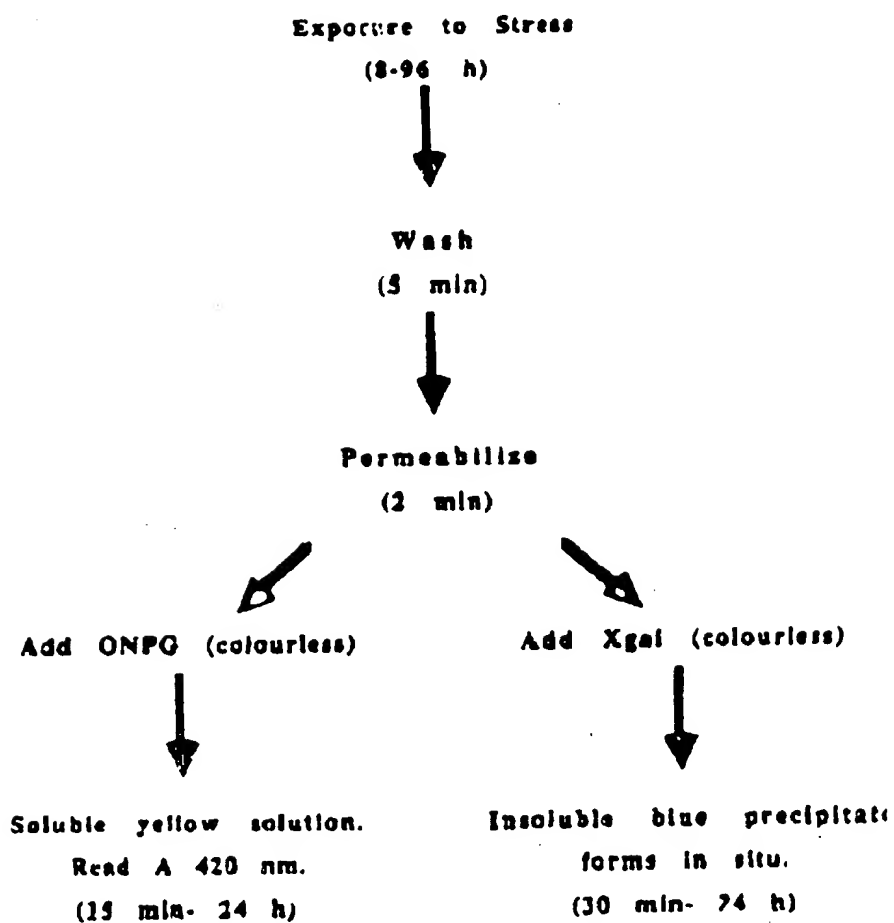 Exposure to Stress
(8-96 h)
Wash
(5 min)
Permeabilize
(2 min)
Add ONPG (colourless)
Add Xgal (colourless)
Soluble yellow solution.
Read A 420 nm.
(15 min- 24 h)
Insoluble blue precipitate
forms in situ.
(30 min- 24 h)